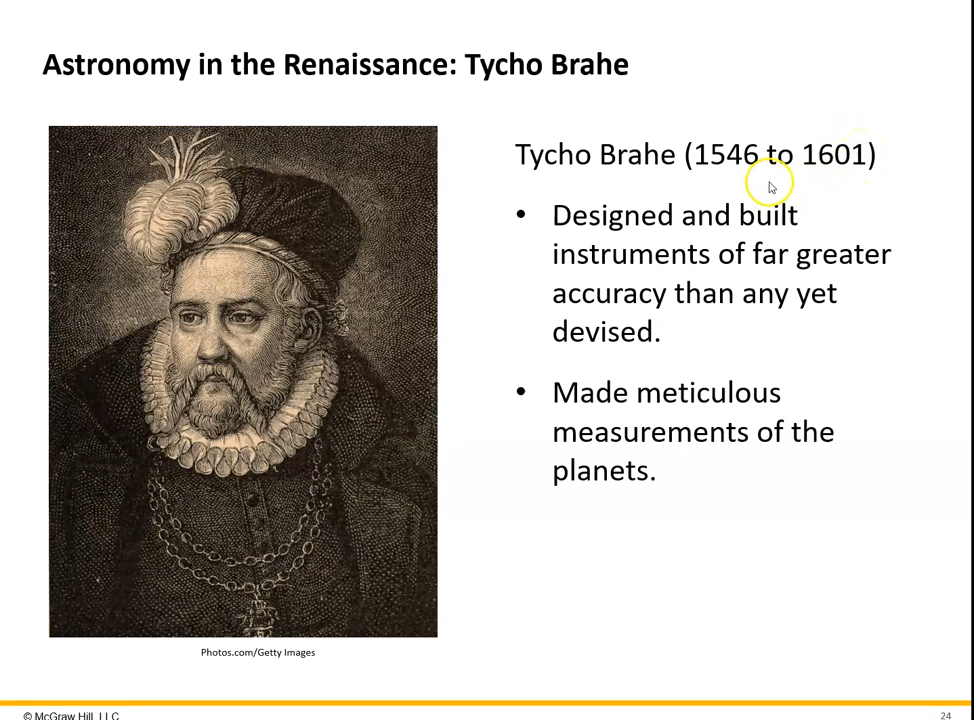 Astronomy in the Renaissance: Tycho Brahe
Tycho Brahe (1546 to 1601)
• Designed and built
instruments of far greater
accuracy than any yet
devised.
• Made meticulous
measurements of the
planets.
Photos.com/Getty Images
© McGraw Hill, LLC
24